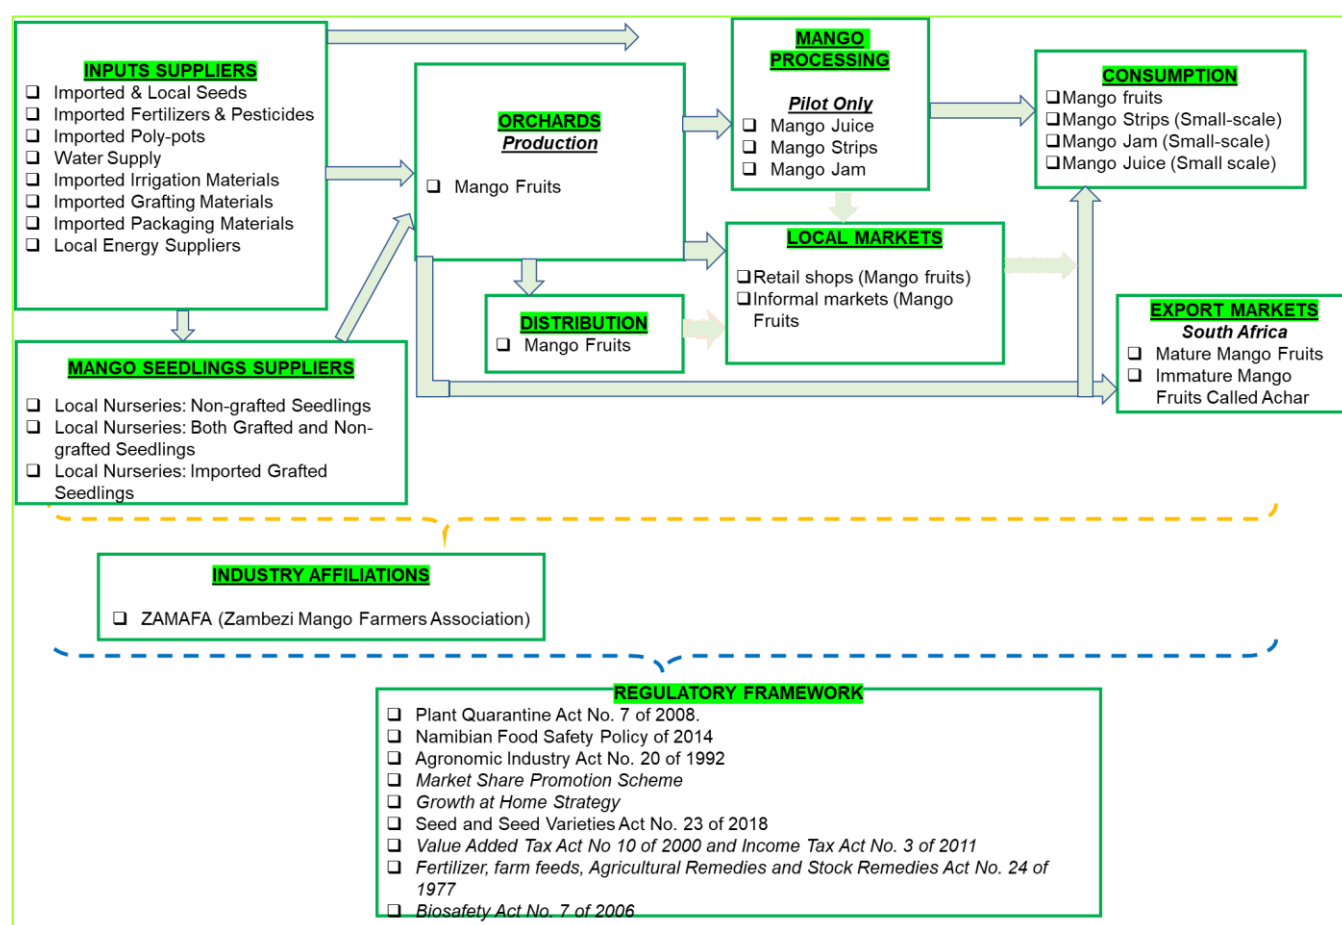 INPUTS SUPPLIERS
❑ Imported & Local Seeds
❑ Imported Fertilizers & Pesticides
❑ Imported Poly-pots
❑ Water Supply
❑ Imported Irrigation Materials
❑ Imported Grafting Materials
❑ Imported Packaging Materials
❑ Local Energy Suppliers
MANGO SEEDLINGS SUPPLIERS
❑ Local Nurseries: Non-grafted Seedlings
❑ Local Nurseries: Both Grafted and Non-
grafted Seedlings
❑ Local Nurseries: Imported Grafted
Seedlings
ORCHARDS
Production
❑ Mango Fruits
DISTRIBUTION
❑ Mango Fruits
MANGO
PROCESSING
Pilot Only
❑ Mango Juice
❑ Mango Strips
❑ Mango Jam
LOCAL MARKETS
❑Retail shops (Mango fruits)
❑Informal markets (Mango
Fruits
CONSUMPTION
❑Mango fruits
❑Mango Strips (Small-scale)
❑Mango Jam (Small-scale)
❑Mango Juice (Small scale)
EXPORT MARKETS
South Africa
❑ Mature Mango Fruits
❑ Immature Mango
Fruits Called Achar
INDUSTRY AFFILIATIONS
❑ ZAMAFA (Zambezi Mango Farmers Association)
REGULATORY FRAMEWORK
❑ Plant Quarantine Act No. 7 of 2008.
❑ Namibian Food Safety Policy of 2014
❑ Agronomic Industry Act No. 20 of 1992
❑ Market Share Promotion Scheme
❑ Growth at Home Strategy
❑ Seed and Seed Varieties Act No. 23 of 2018
❑ Value Added Tax Act No 10 of 2000 and Income Tax Act No. 3 of 2011
❑ Fertilizer, farm feeds, Agricultural Remedies and Stock Remedies Act No. 24 of
1977
❑ Biosafety Act No. 7 of 2006